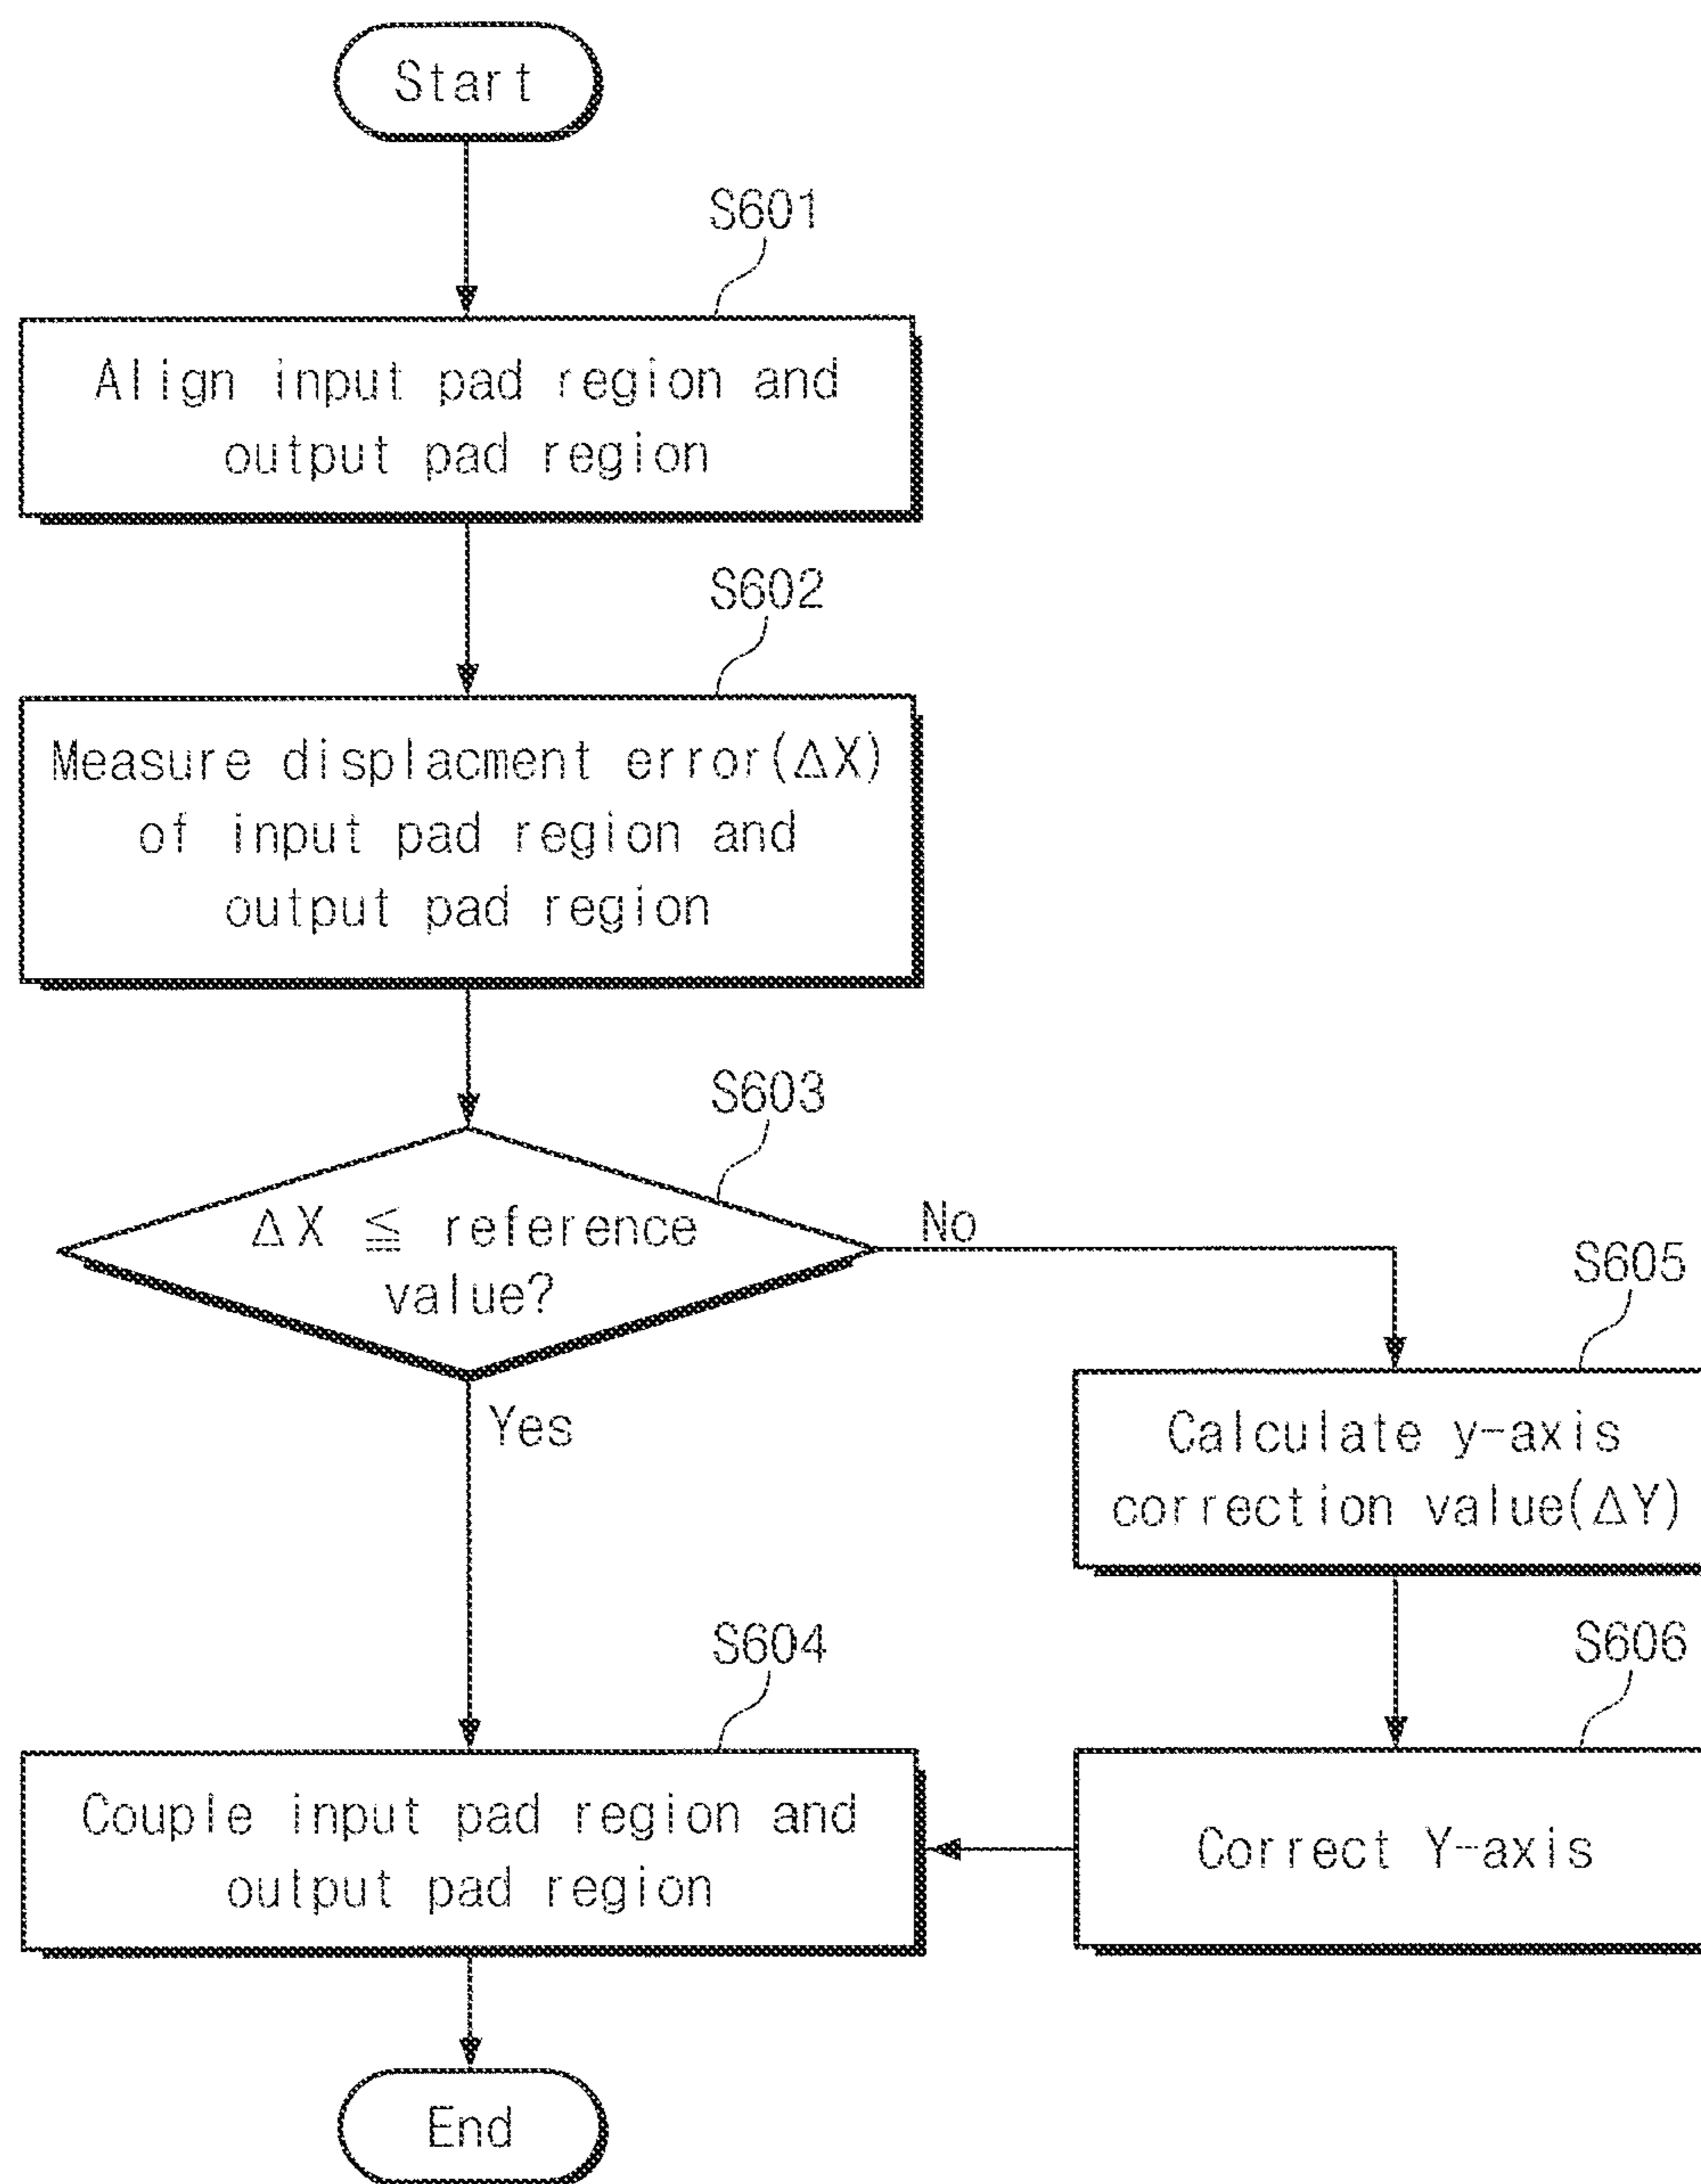 Start
S601
Align input pad region and
output pad region
S602
Measure displacment error(ΔX)
of input pad region and
output pad region
S603
ΔX ≦ reference
value?
No
Yes
S605
Calculate y-axis
correction value(ΔY)
S604
Couple input pad region and
output pad region
S606
Correct Y-axis
End